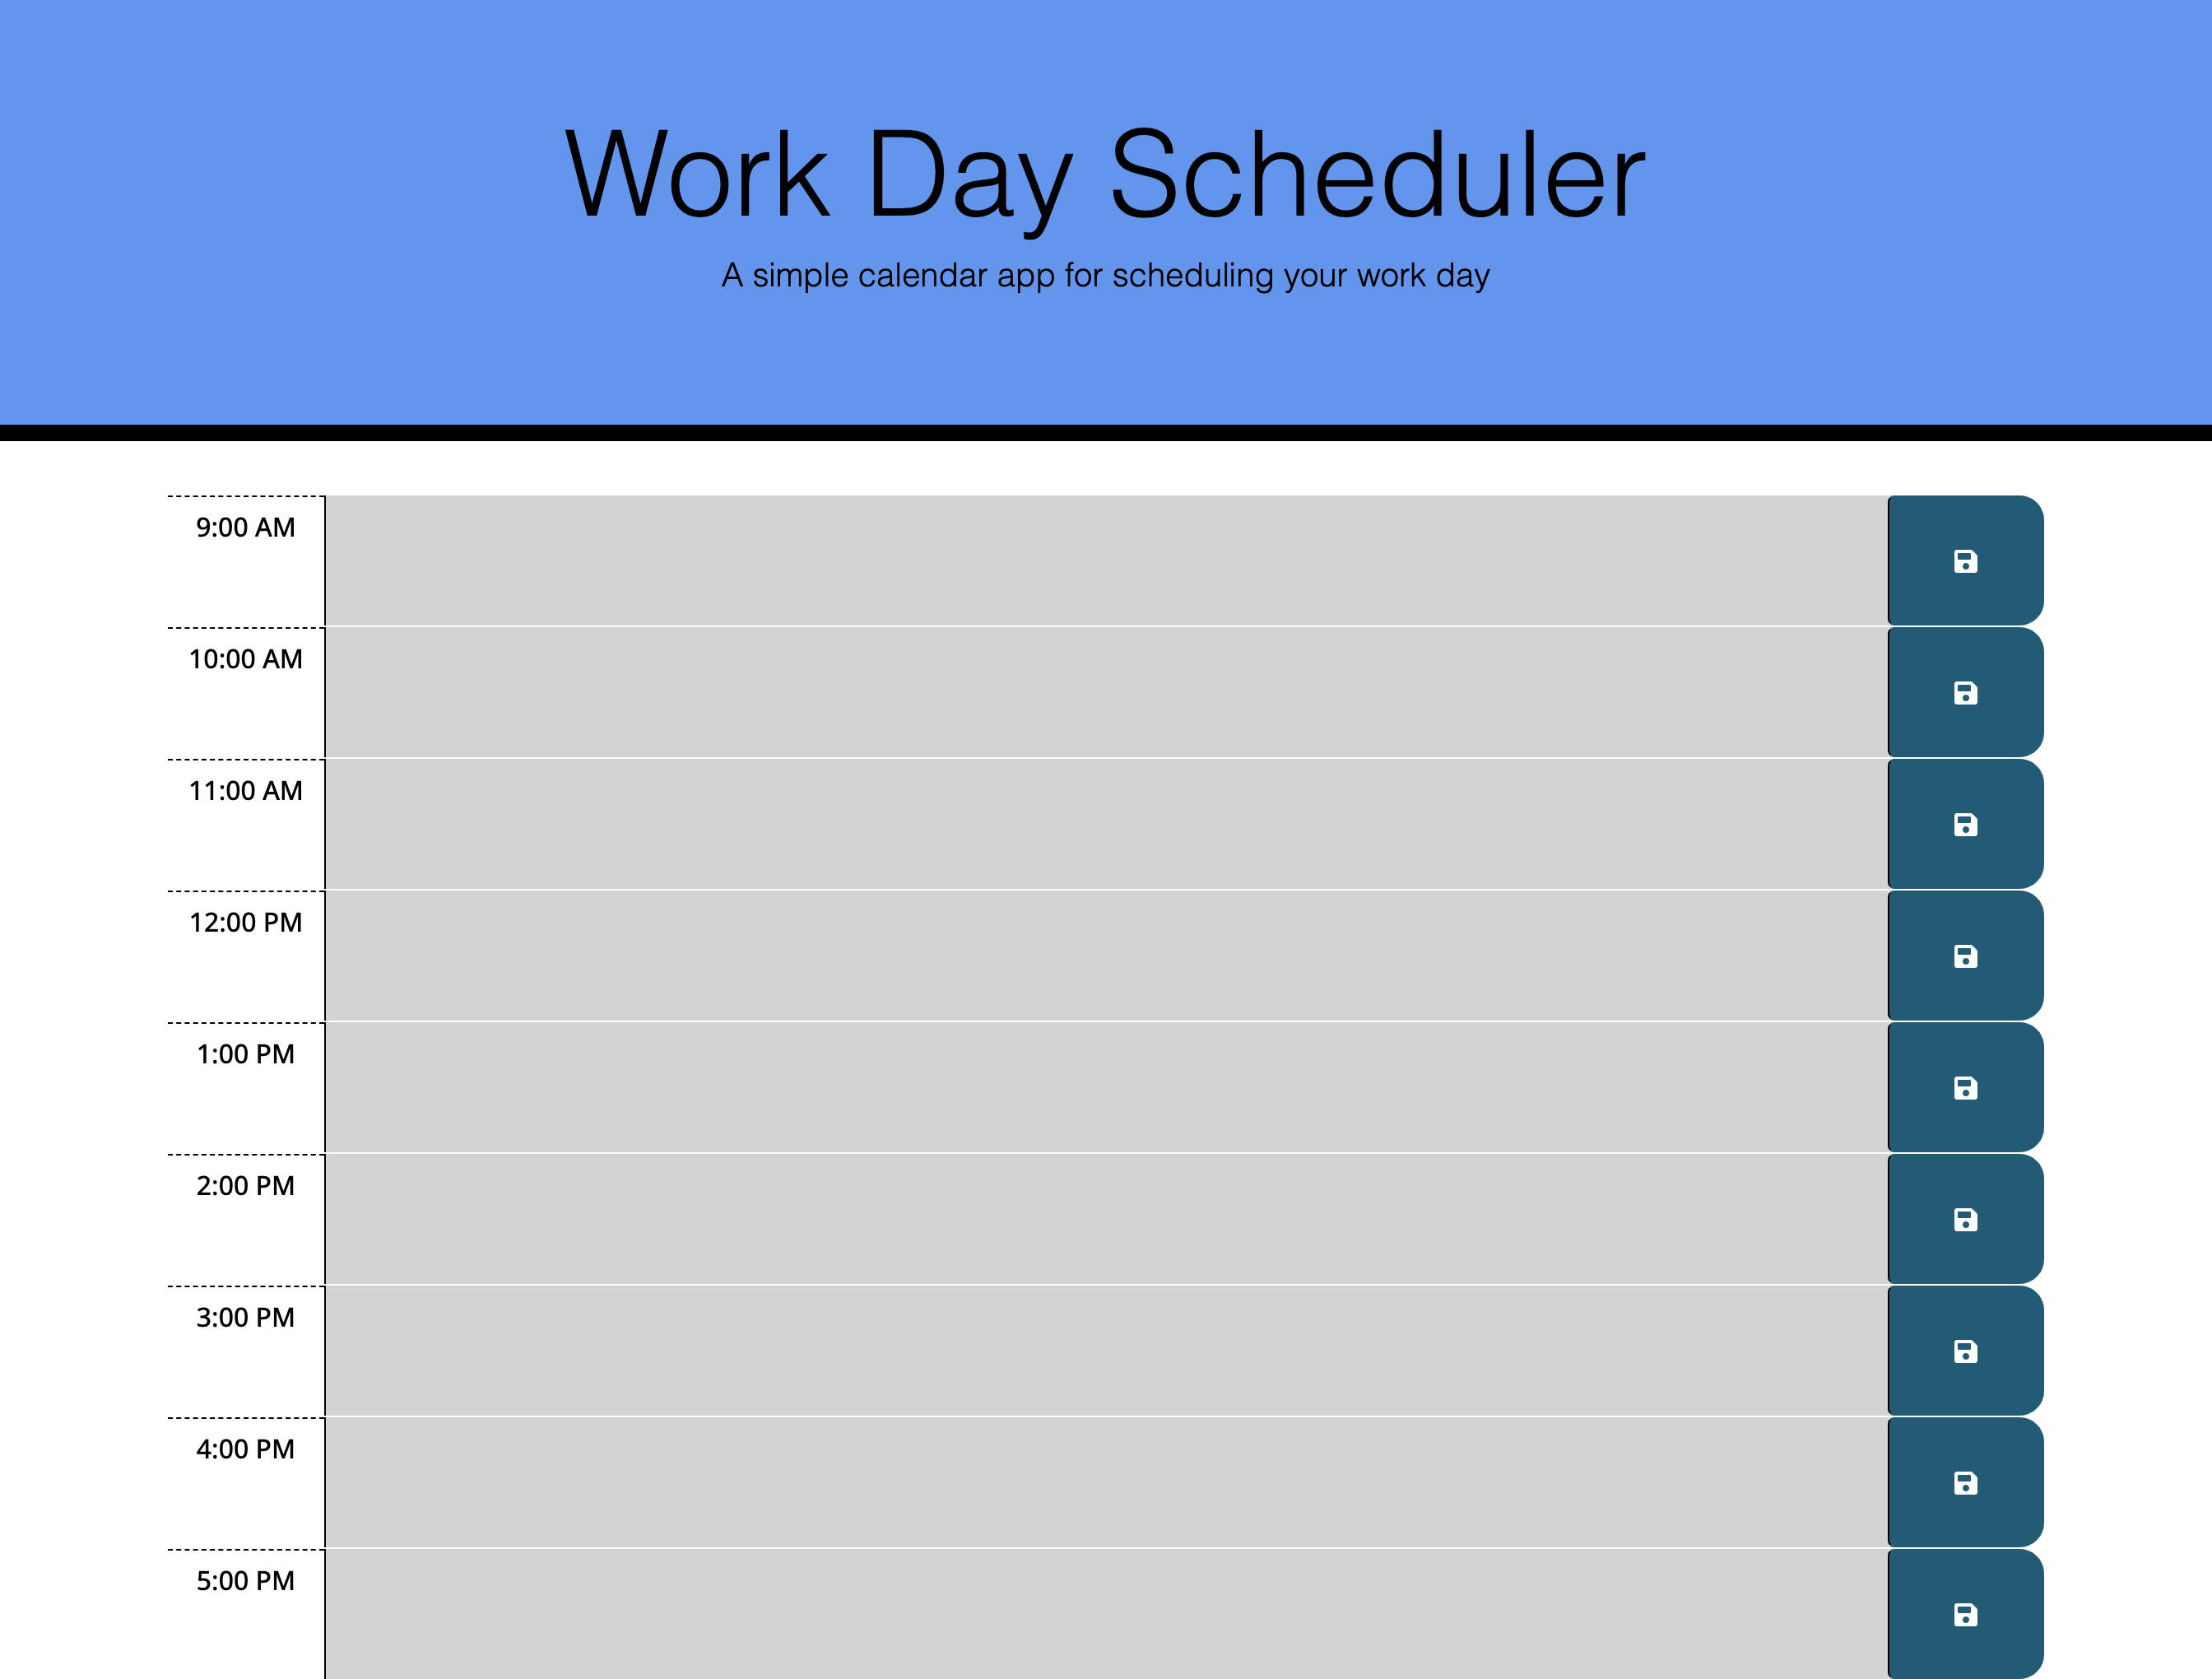 Work Day Scheduler
A simple calendar app for scheduling your work day
9:00 AM
10:00 AM
11:00 AM
12:00 PM
1:00 PM
2:00 PM
3:00 PM
4:00 PM
5:00 PM